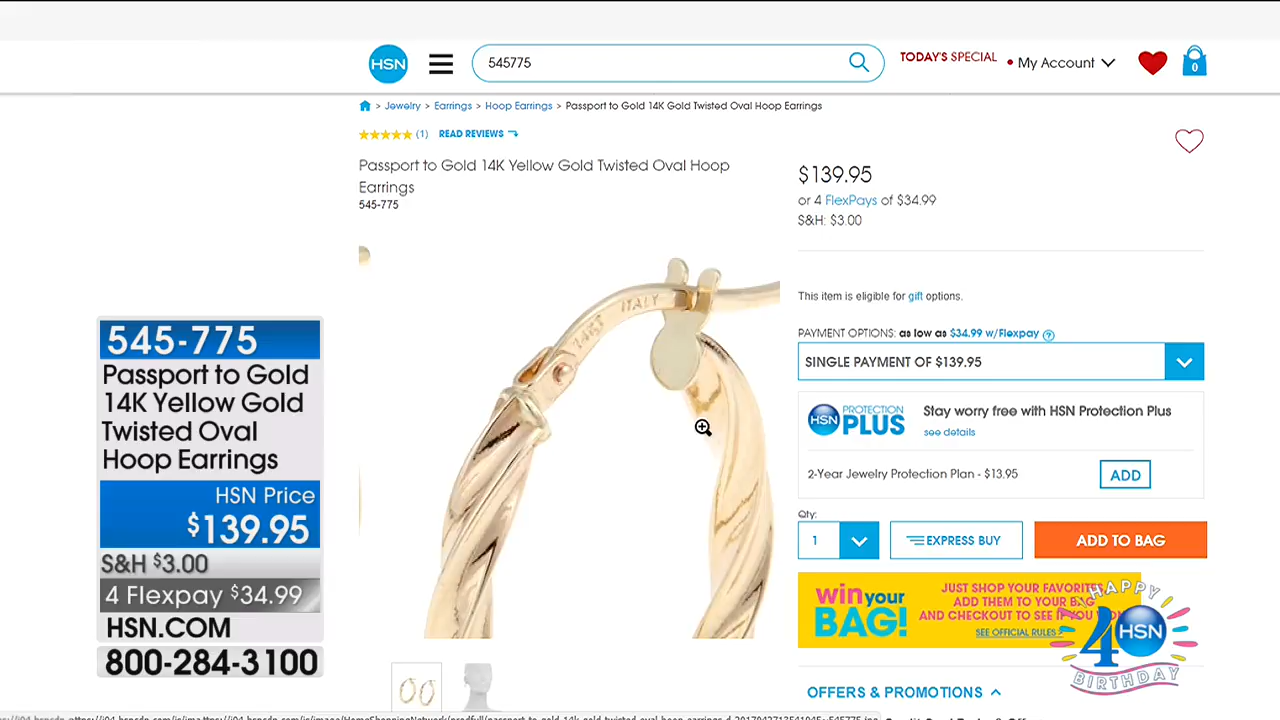 HSN
545775
TODAY'S SPECIAL
• My Account
0
> Jewelry > Earrings > Hoop Earrings > Passport to Gold 14K Gold Twisted Oval Hoop Earrings
(1) READ REVIEWS
Passport to Gold 14K Yellow Gold Twisted Oval Hoop
Earrings
545-775
$139.95
or 4 FlexPays of $34.99
S&H: $3.00
This item is eligible for gift options.
PAYMENT OPTIONS: as low as $34.99 w/Flexpay ?
SINGLE PAYMENT OF $139.95
HSN PROTECTION
PLUS
Stay worry free with HSN Protection Plus
see details
2-Year Jewelry Protection Plan - $13.95
ADD
Qty:
1
EXPRESS BUY
ADD TO BAG
win your
BAG!
JUST SHOP YOUR FAVORITES
ADD THEM TO YOUR BAG
AND CHECKOUT TO SEE IF YOU WON
SEE OFFICIAL RULES >
HAPPY
40 HSN
BIRTHDAY
OFFERS & PROMOTIONS
ITALY
14KT
545-775
Passport to Gold
14K Yellow Gold
Twisted Oval
Hoop Earrings
HSN Price
$139.95
S&H $3.00
4 Flexpay $34.99
HSN.COM
800-284-3100